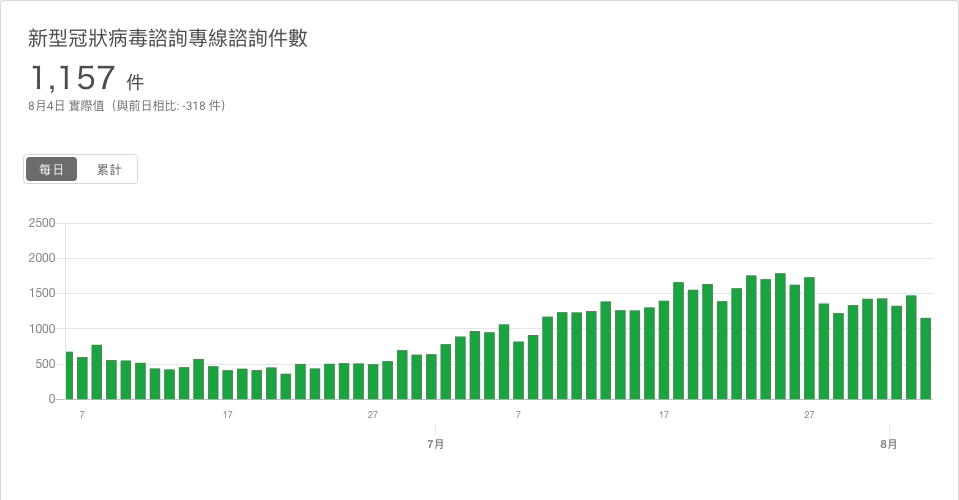 新型冠狀病毒諮詢專線諮詢件數
1,157 件
8月4日 實際值（與前日相比: -318 件）
每日 累計
2500
2000
1500
1000
500
0
7 17 27 7 17 27
7月 8月